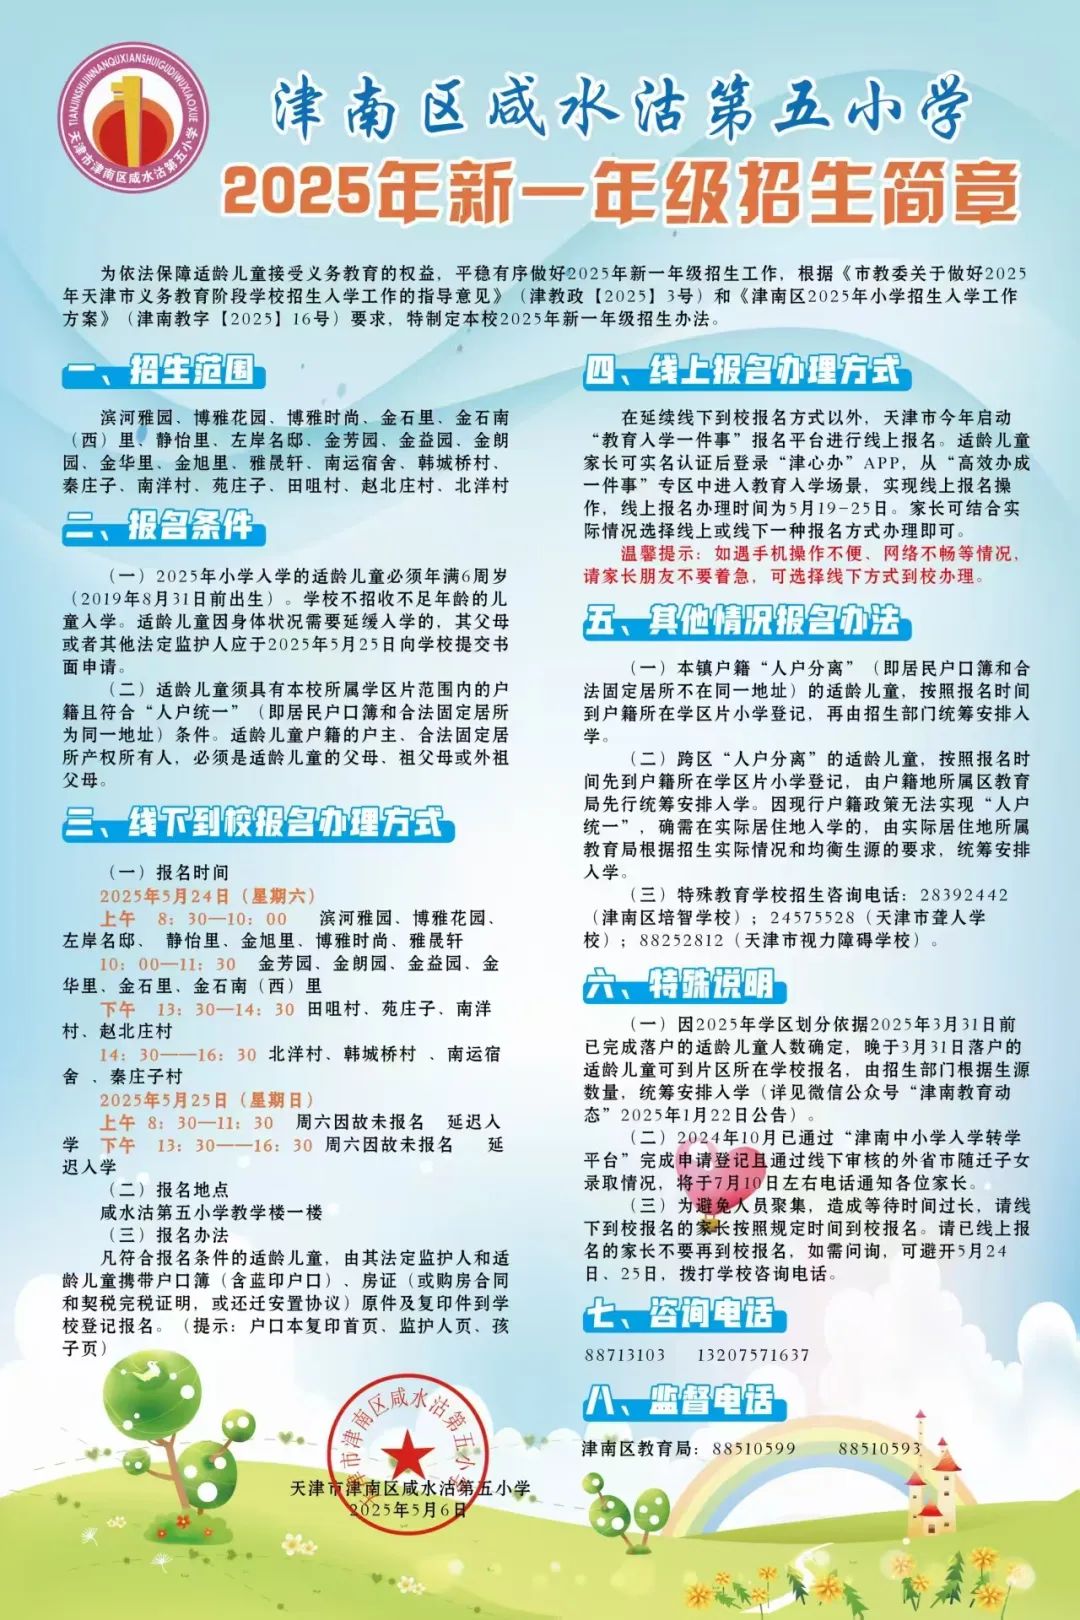 TIANJINSHIJINNANQUXIANSHUIGUDIWUXIAOXUE
天津市津南区咸水沽第五小学
津南区咸水沽第五小学
2025年新一年级招生简章
为依法保障适龄儿童接受义务教育的权益，平稳有序做好2025年新一年级招生工作，根据《市教委关于做好2025
年天津市义务教育阶段学校招生入学工作的指导意见》（津教政【2025】3号）和《津南区2025年小学招生入学工作
方案》（津南教字【2025】16号）要求，特制定本校2025年新一年级招生办法。
一、招生范围
滨河雅园、博雅花园、博雅时尚、金石里、金石南
（西）里、静怡里、左岸名邸、金芳园、金益园、金朗
园、金华里、金旭里、雅晟轩、南运宿舍、韩城桥村、
秦庄子、南洋村、苑庄子、田咀村、赵北庄村、北洋村
二、报名条件
（一）2025年小学入学的适龄儿童必须年满6周岁
（2019年8月31日前出生）。学校不招收不足年龄的儿
童入学。适龄儿童因身体状况需要延缓入学的，其父母
或者其他法定监护人应于2025年5月25日向学校提交书
面申请。
（二）适龄儿童须具有本校所属学区片范围内的户
籍且符合“人户统一”（即居民户口簿和合法固定居所
为同一地址）条件。适龄儿童户籍的户主、合法固定居
所产权所有人，必须是适龄儿童的父母、祖父母或外祖
父母。
三、线下到校报名办理方式
（一）报名时间
2025年5月24日（星期六）
上午 8：30—10：00 滨河雅园、博雅花园、
左岸名邸、 静怡里、金旭里、博雅时尚、雅晟轩
10：00—11：30 金芳园、金朗园、金益园、金
华里、金石里、金石南（西）里
下午 13：30—14：30 田咀村、苑庄子、南洋
村、赵北庄村
14：30——16：30 北洋村、韩城桥村 、南运宿
舍 、秦庄子村
2025年5月25日（星期日）
上午 8：30—11：30 周六因故未报名 延迟入
学 下午 13：30——16：30 周六因故未报名 延
迟入学
（二）报名地点
咸水沽第五小学教学楼一楼
（三）报名办法
凡符合报名条件的适龄儿童，由其法定监护人和适
龄儿童携带户口簿（含蓝印户口）、房证（或购房合同
和契税完税证明，或还迁安置协议）原件及复印件到学
校登记报名。（提示：户口本复印首页、监护人页、孩
子页）
天津市津南区咸水沽第五小学
天津市津南区咸水沽第五小学
2025年5月6日
四、线上报名办理方式
在延续线下到校报名方式以外，天津市今年启动
“教育入学一件事”报名平台进行线上报名。适龄儿童
家长可实名认证后登录“津心办”APP，从“高效办成
一件事”专区中进入教育入学场景，实现线上报名操
作，线上报名办理时间为5月19-25日。家长可结合实
际情况选择线上或线下一种报名方式办理即可。
温馨提示：如遇手机操作不便、网络不畅等情况，
请家长朋友不要着急，可选择线下方式到校办理。
五、其他情况报名办法
（一）本镇户籍“人户分离”（即居民户口簿和合
法固定居所不在同一地址）的适龄儿童，按照报名时间
到户籍所在学区片小学登记，再由招生部门统筹安排入
学。
（二）跨区“人户分离”的适龄儿童，按照报名时
间先到户籍所在学区片小学登记，由户籍地所属区教育
局先行统筹安排入学。因现行户籍政策无法实现“人户
统一”，确需在实际居住地入学的，由实际居住地所属
教育局根据招生实际情况和均衡生源的要求，统筹安排
入学。
（三）特殊教育学校招生咨询电话：28392442
（津南区培智学校）；24575528（天津市聋人学
校）；88252812（天津市视力障碍学校）。
六、特殊说明
（一）因2025年学区划分依据2025年3月31日前
已完成落户的适龄儿童人数确定，晚于3月31日落户的
适龄儿童可到片区所在学校报名，由招生部门根据生源
数量，统筹安排入学（详见微信公众号“津南教育动
态”2025年1月22日公告）。
（二）2024年10月已通过“津南中小学入学转学
平台”完成申请登记且通过线下审核的外省市随迁子女
录取情况，将于7月10日左右电话通知各位家长。
（三）为避免人员聚集，造成等待时间过长，请线
下到校报名的家长按照规定时间到校报名。请已线上报
名的家长不要再到校报名，如需问询，可避开5月24
日、25日，拨打学校咨询电话。
七、咨询电话
88713103 13207571637
八、监督电话
津南区教育局：88510599 88510593